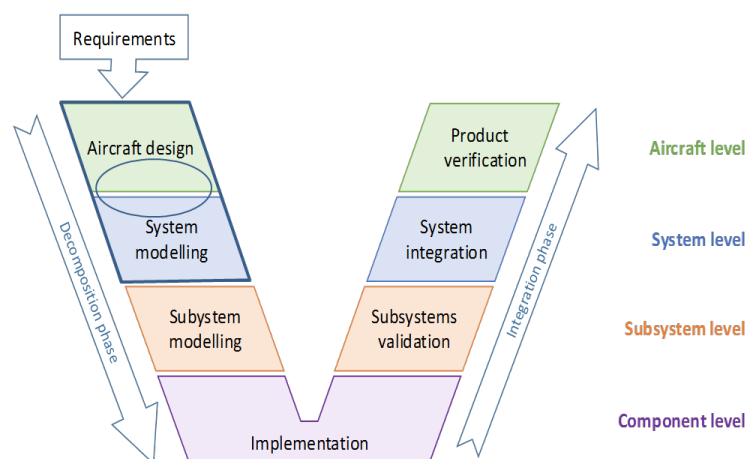 Requirements
Aircraft design
Product
verification
Aircraft level
System
modelling
System
integration
System level
Subystem
modelling
Subsystems
validation
Subsystem level
Implementation
Component level
Decomposition phase
Integration phase